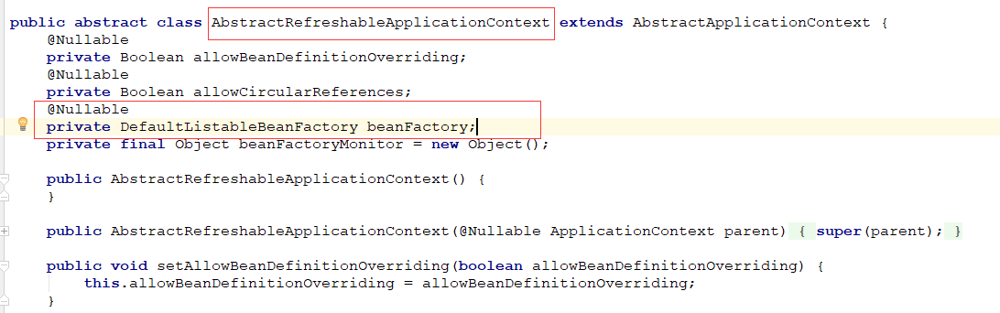 public abstract class AbstractRefreshableApplicationContext extends AbstractApplicationContext {
@Nullable
private Boolean allowBeanDefinitionOverriding;
@Nullable
private Boolean allowCircularReferences;
@Nullable
private DefaultListableBeanFactory beanFactory;
private final Object beanFactoryMonitor = new Object();
public AbstractRefreshableApplicationContext() {
}
public AbstractRefreshableApplicationContext(@Nullable ApplicationContext parent) { super(parent); }
public void setAllowBeanDefinitionOverriding(boolean allowBeanDefinitionOverriding) {
this.allowBeanDefinitionOverriding = allowBeanDefinitionOverriding;
}